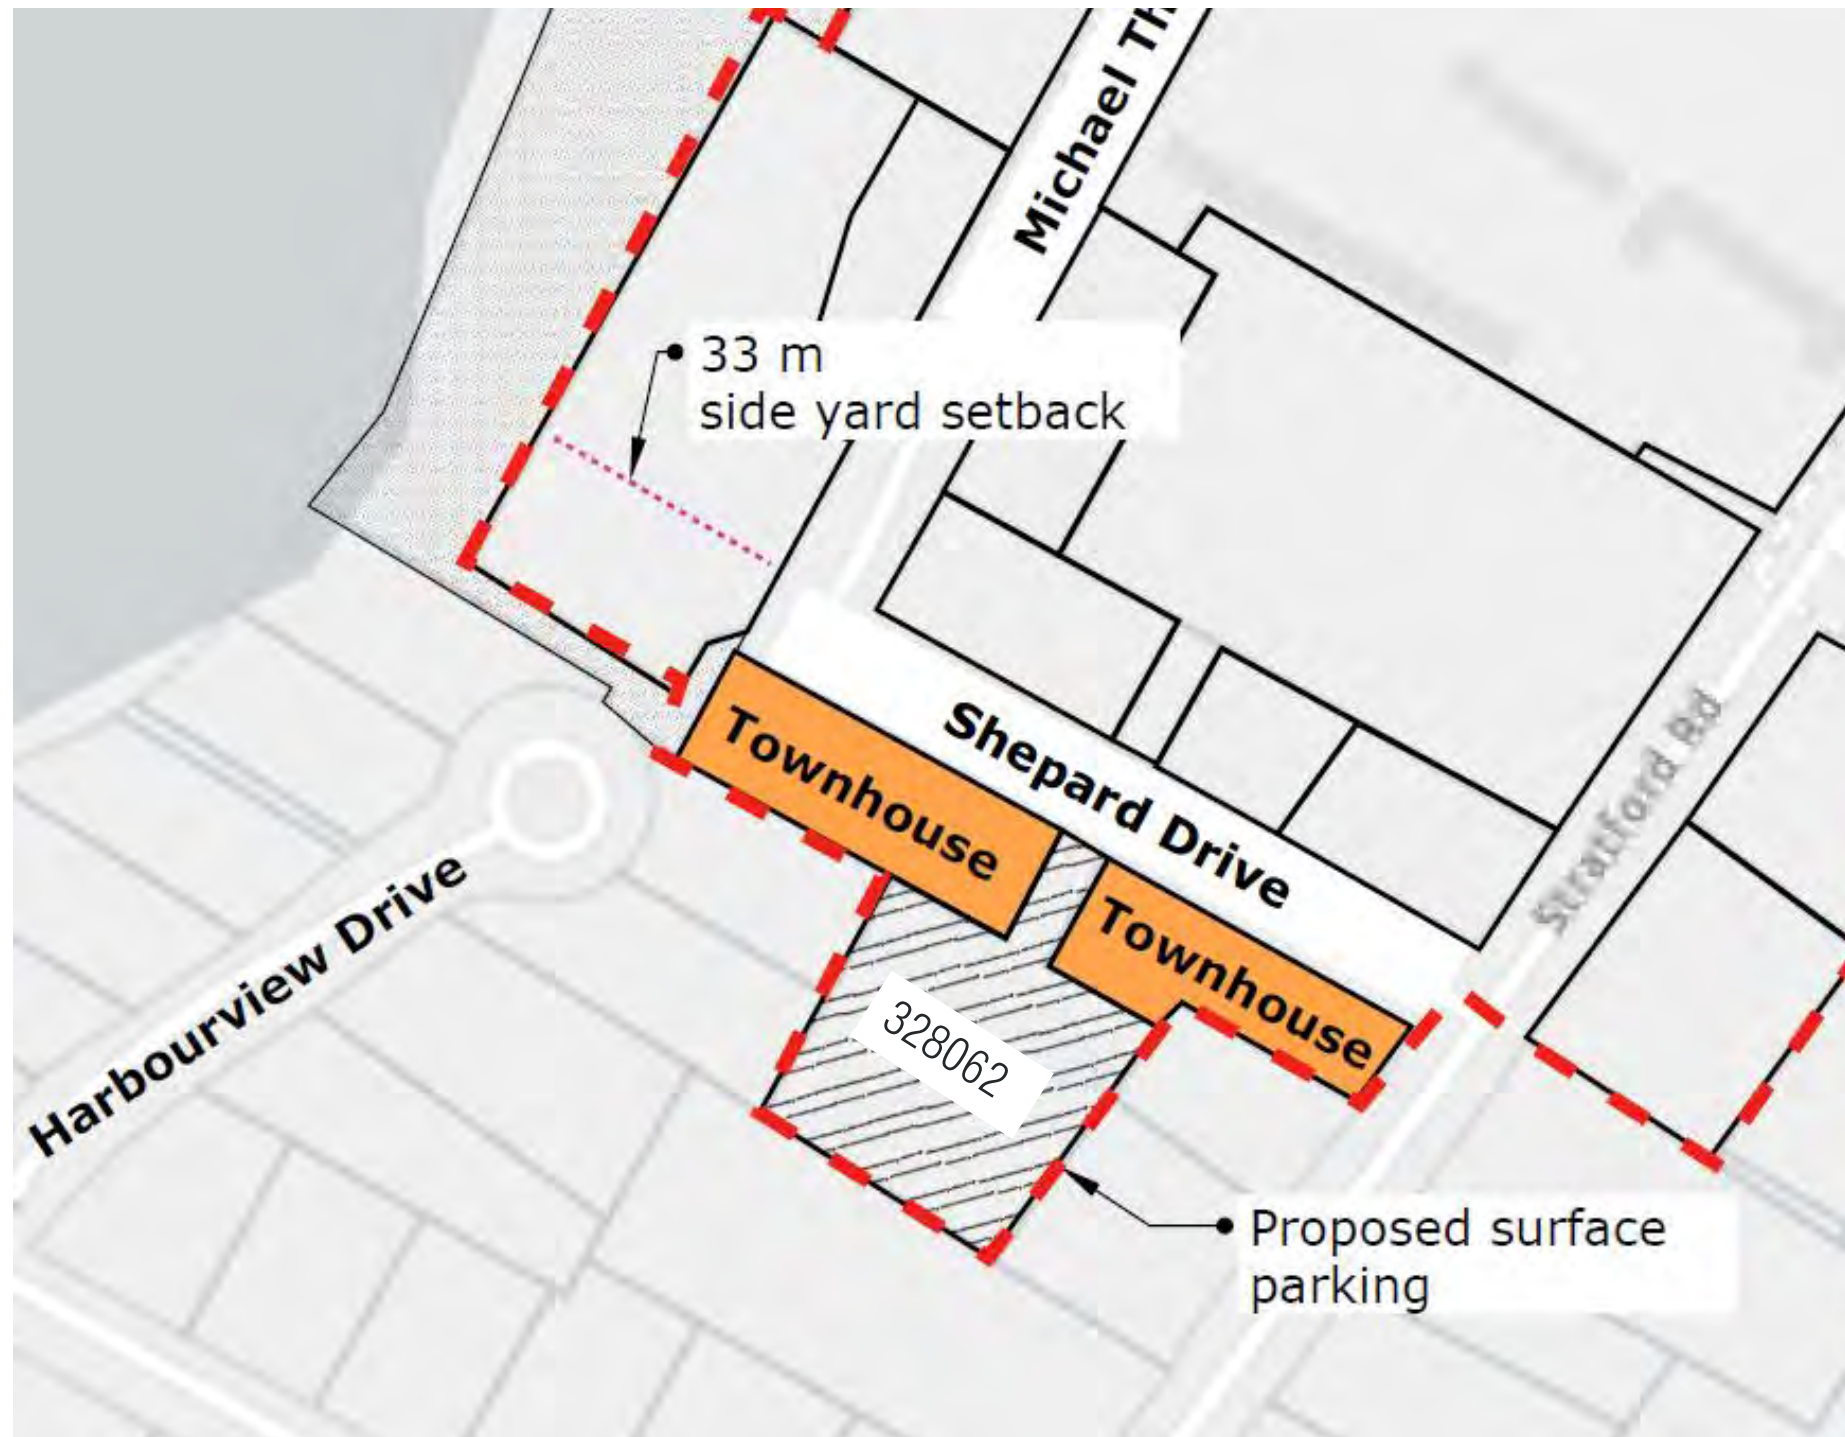 Michael
33 m
side yard setback
Shepard Drive
Townhouse
Townhouse
Stratford Rd
Harbourview Drive
328062
Proposed surface
parking